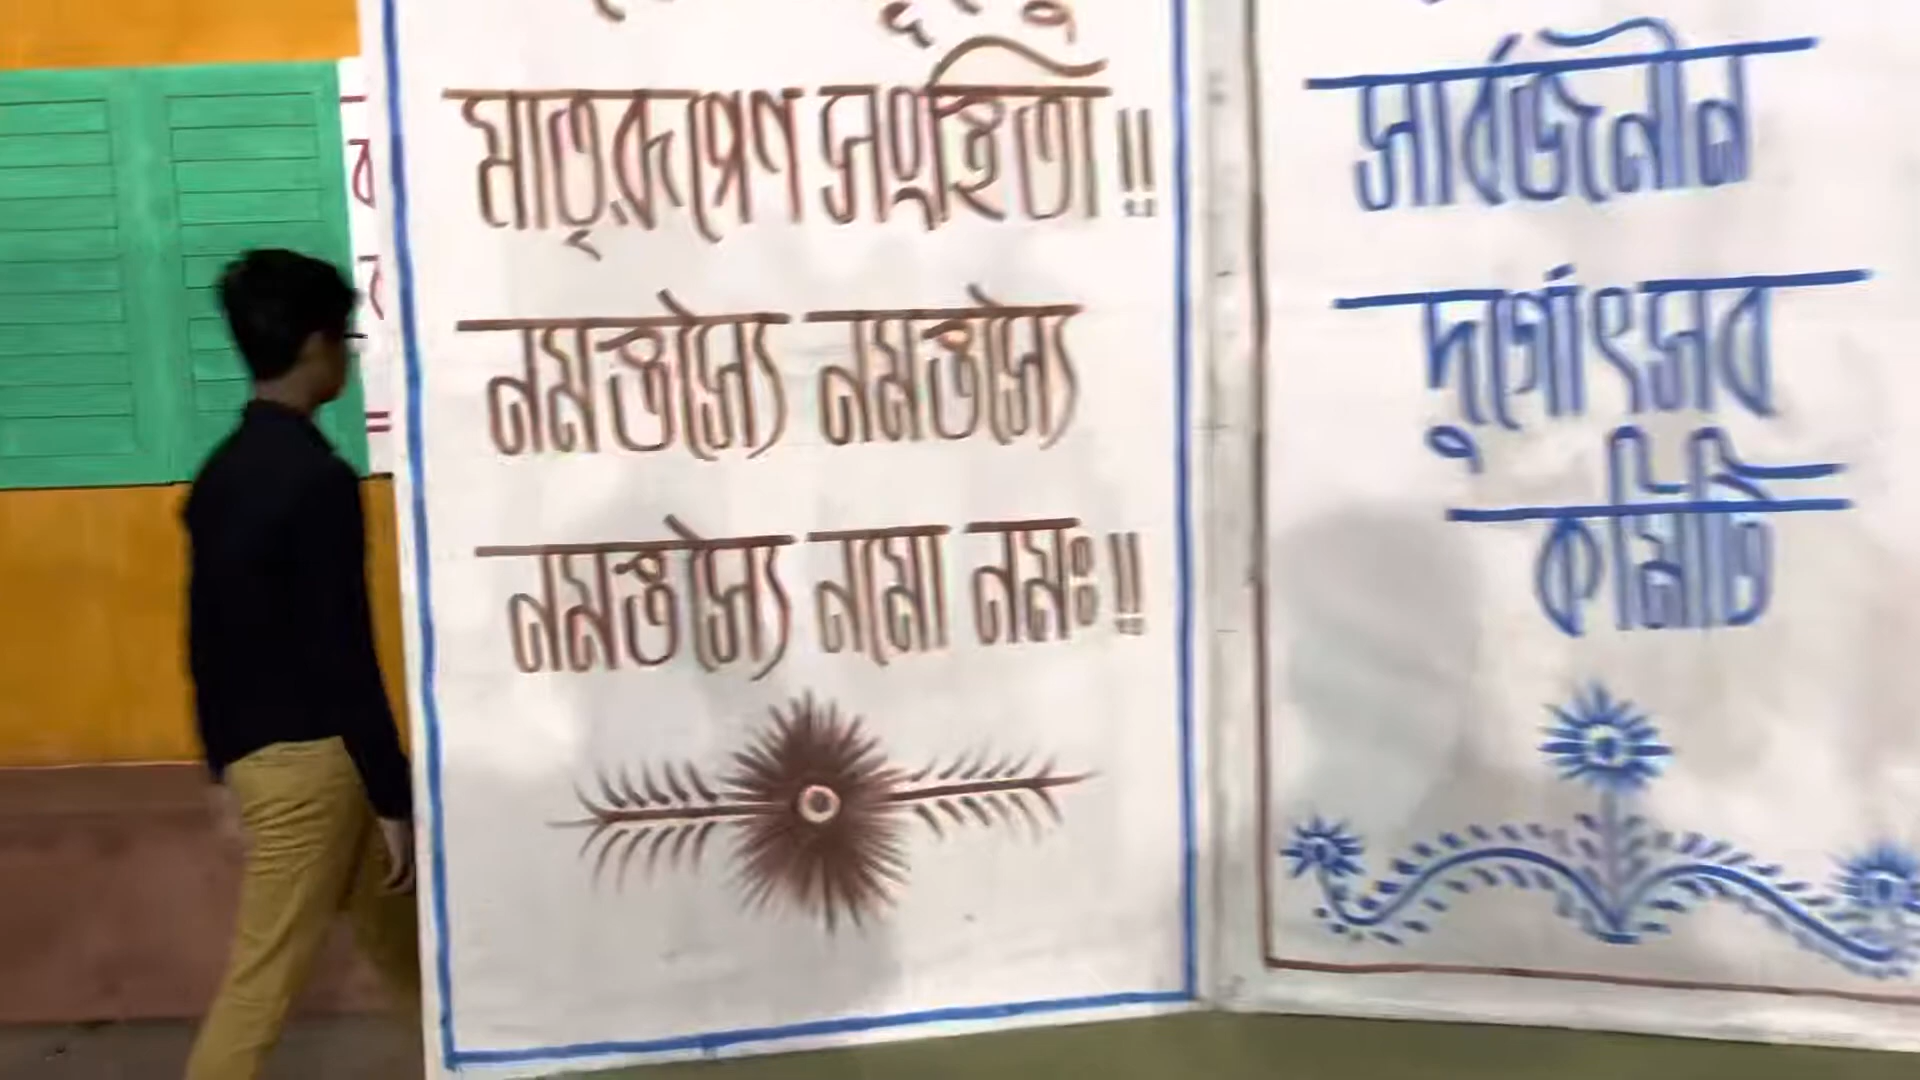 মাতৃরূপেণ সংস্থিতা !!
নমস্তস্যৈ নমস্তস্যৈ
নমস্তস্যৈ নমো নমঃ !!
সার্বজনীন
দুর্গোৎসব
কমিটি